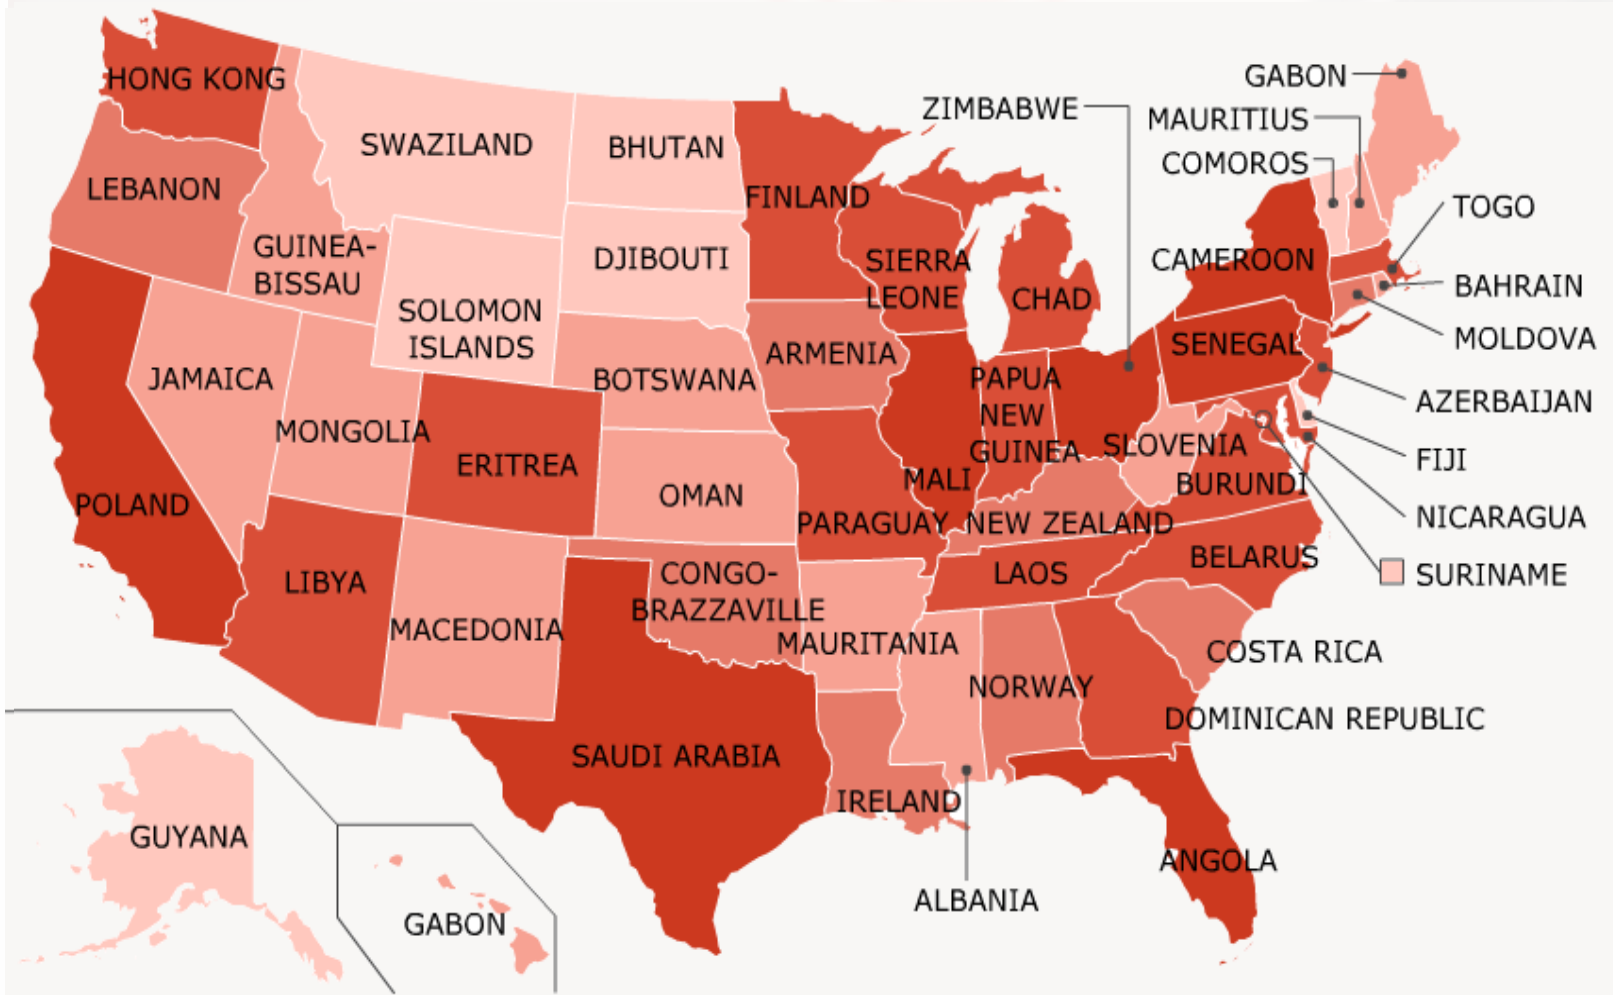 HONG KONG
GABON
ZIMBABWE
MAURITIUS
SWAZILAND
BHUTAN
COMOROS
LEBANON
FINLAND
TOGO
GUINEA-
BISSAU
DJIBOUTI
SIERRA
LEONE
CAMEROON
BAHRAIN
SOLOMON
ISLANDS
CHAD
MOLDOVA
ARMENIA
SENEGAL
JAMAICA
BOTSWANA
PAPUA
NEW
GUINEA
AZERBAIJAN
MONGOLIA
SLOVENIA
FIJI
ERITREA
MALI
BURUNDI
POLAND
OMAN
PARAGUAY
NEW ZEALAND
NICARAGUA
LIBYA
CONGO-
BRAZZAVILLE
LAOS
BELARUS
SURINAME
MACEDONIA
MAURITANIA
COSTA RICA
NORWAY
DOMINICAN REPUBLIC
SAUDI ARABIA
IRELAND
GUYANA
ANGOLA
GABON
ALBANIA